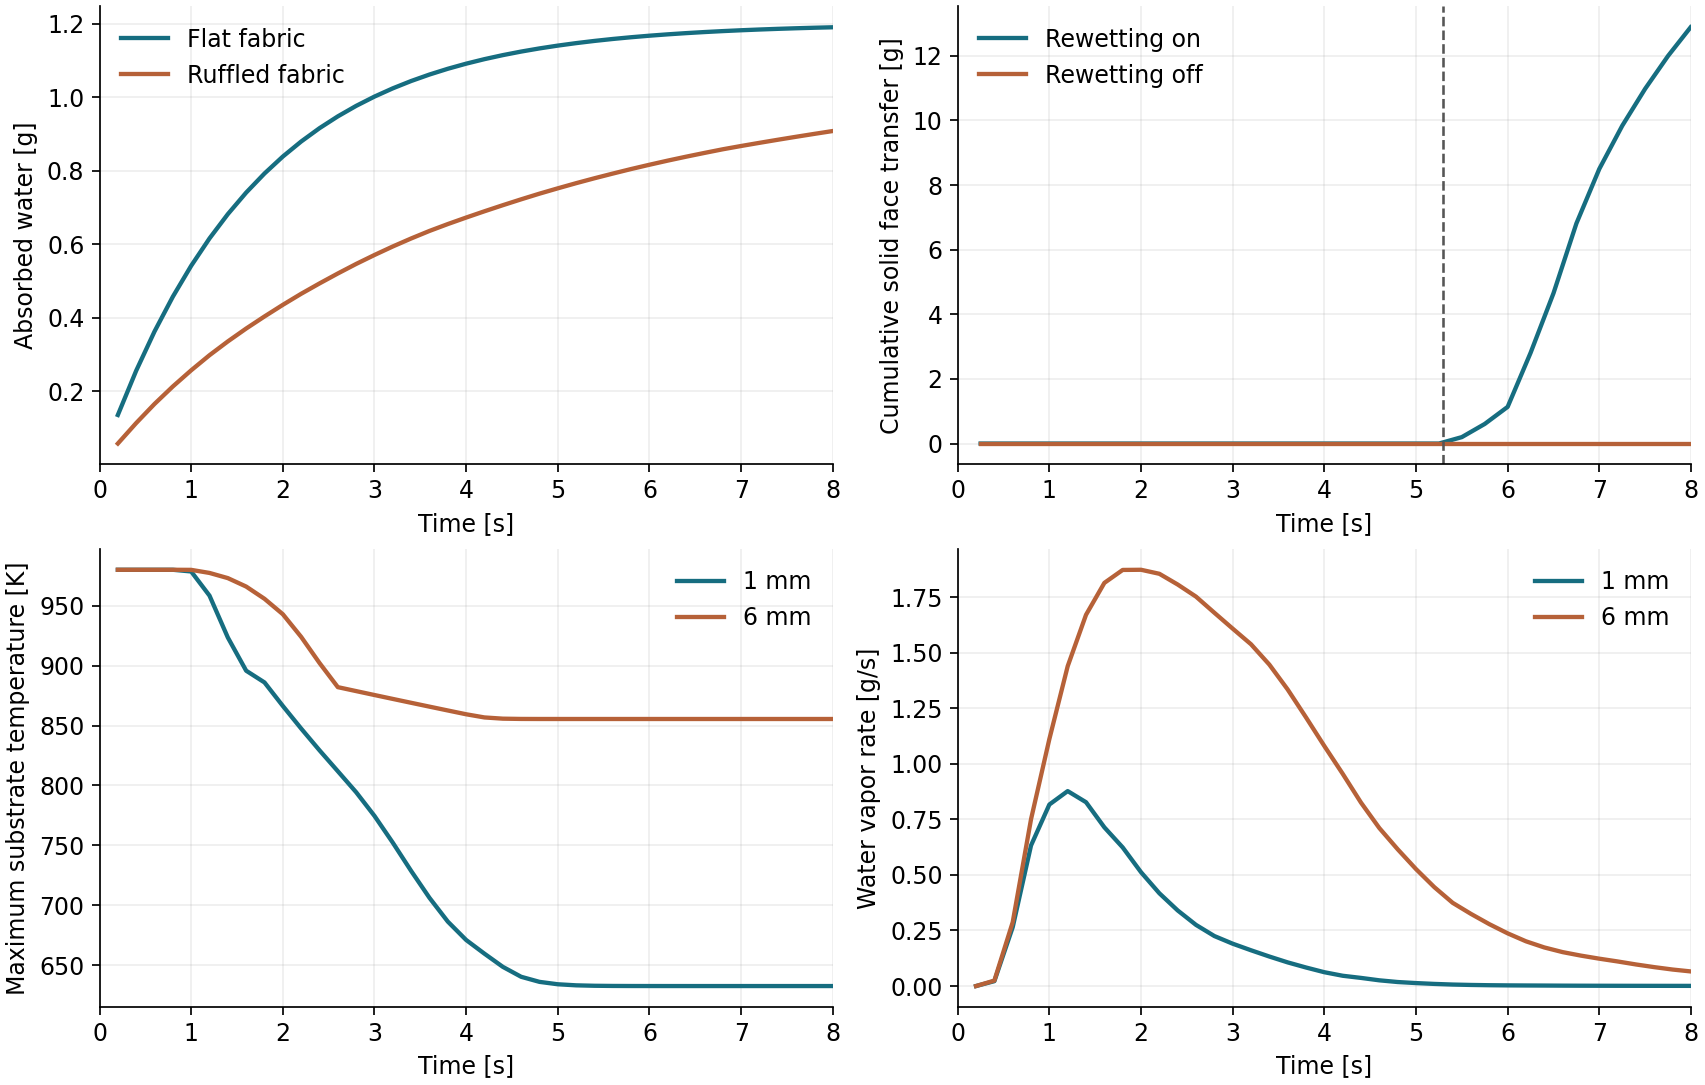 Absorbed water [g]
1.2
1.0
0.8
0.6
0.4
0.2
Flat fabric
Ruffled fabric
0 1 2 3 4 5 6 7 8
Time [s]
Cumulative solid face transfer [g]
12
10
8
6
4
2
0
Rewetting on
Rewetting off
0 1 2 3 4 5 6 7 8
Time [s]
Maximum substrate temperature [K]
950
900
850
800
750
700
650
1 mm
6 mm
0 1 2 3 4 5 6 7 8
Time [s]
Water vapor rate [g/s]
1.75
1.50
1.25
1.00
0.75
0.50
0.25
0.00
1 mm
6 mm
0 1 2 3 4 5 6 7 8
Time [s]